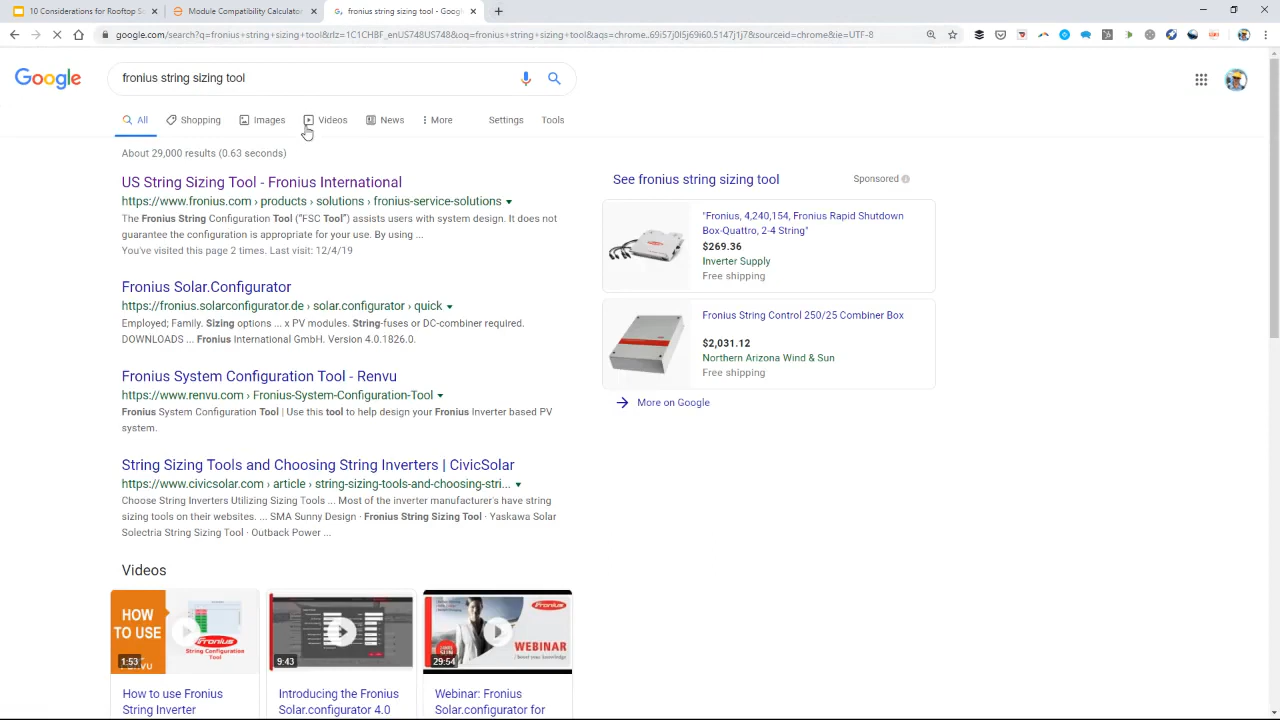 10 Considerations for Rooftop S
Module Compatibility Calculator
fronius string sizing tool - Goog
google.com/search?q=fronius+string+sizing+tool&rlz=1C1CHBF_enUS748US748&oq=fronius+string+sizing+tool&aqs=chrome..69i57j0l5j69i60.5147j1j7&sourceid=chrome&ie=UTF-8
Google
fronius string sizing tool
All
Shopping
Images
Videos
News
More
Settings
Tools
About 29,000 results (0.63 seconds)
US String Sizing Tool - Fronius International
https://www.fronius.com › products › solutions › fronius-service-solutions
The Fronius String Configuration Tool ("FSC Tool") assists users with system design. It does not
guarantee the configuration is appropriate for your use. By using ...
You've visited this page 2 times. Last visit: 12/4/19
Fronius Solar.Configurator
https://fronius.solarconfigurator.de › solar.configurator › quick
Employed; Family. Sizing options ... x PV modules. String-fuses or DC-combiner required.
DOWNLOADS ... Fronius International GmbH. Version 4.0.1826.0.
Fronius System Configuration Tool - Renvu
https://www.renvu.com › Fronius-System-Configuration-Tool
Fronius System Configuration Tool | Use this tool to help design your Fronius Inverter based PV
system.
String Sizing Tools and Choosing String Inverters | CivicSolar
https://www.civicsolar.com › article › string-sizing-tools-and-choosing-stri...
Choose String Inverters Utilizing Sizing Tools ... Most of the inverter manufacturer's have string
sizing tools on their websites. ... SMA Sunny Design · Fronius String Sizing Tool · Yaskawa Solar
Solectria String Sizing Tool · Outback Power ...
Videos
HOW
TO USE
Fronius
String Configuration
Tool
1:53
9:43
Fronius
WEBINAR
29:54
How to use Fronius
String Inverter
Introducing the Fronius
Solar.configurator 4.0
Webinar: Fronius
Solar.configurator for
See fronius string sizing tool
Sponsored
"Fronius, 4,240,154, Fronius Rapid Shutdown
Box-Quattro, 2-4 String"
$269.36
Inverter Supply
Free shipping
Fronius String Control 250/25 Combiner Box
$2,031.12
Northern Arizona Wind & Sun
Free shipping
More on Google